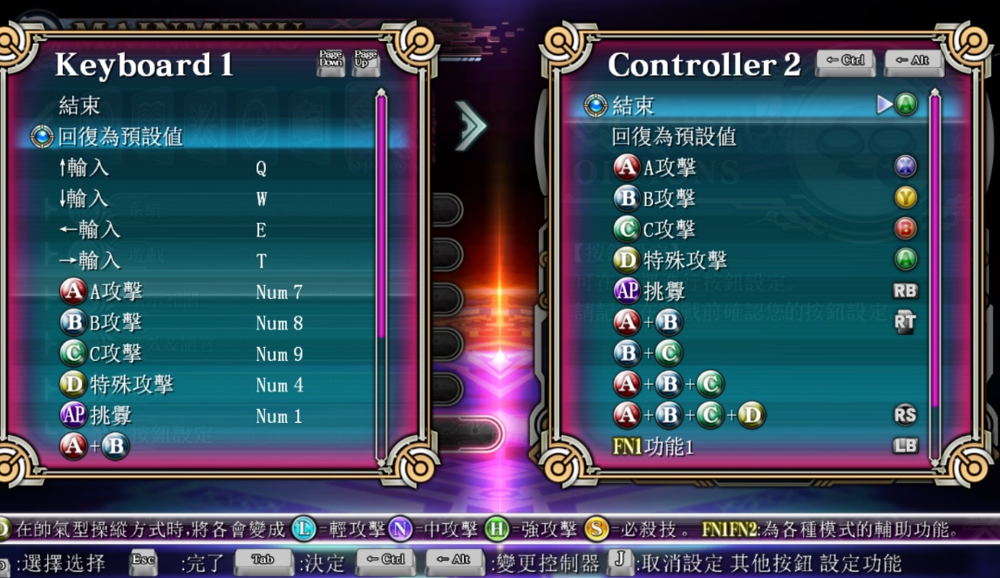 MAINMENU
Keyboard 1
Page Down
Page Up
結束
回復為預設值
↑輸入 Q
↓輸入 W
←輸入 E
→輸入 T
A A攻擊 Num 7
B B攻擊 Num 8
C C攻擊 Num 9
D 特殊攻擊 Num 4
AP 挑釁 Num 1
A+B
Controller 2
←Ctrl
←Alt
結束 A
回復為預設值
A A攻擊 X
B B攻擊 Y
C C攻擊 B
D 特殊攻擊 A
AP 挑釁 RB
A+B RT
B+C
A+B+C
A+B+C+D RS
FN1 功能1 LB
D 在帥氣型操縱方式時,將各會變成 L=輕攻擊 N=中攻擊 H=強攻擊 S=必殺技。 FN1FN2:為各種模式的輔助功能。
:選擇选择 Esc :完了 Tab :決定 ←Ctrl ←Alt :變更控制器 J :取消設定 其他按鈕 設定功能